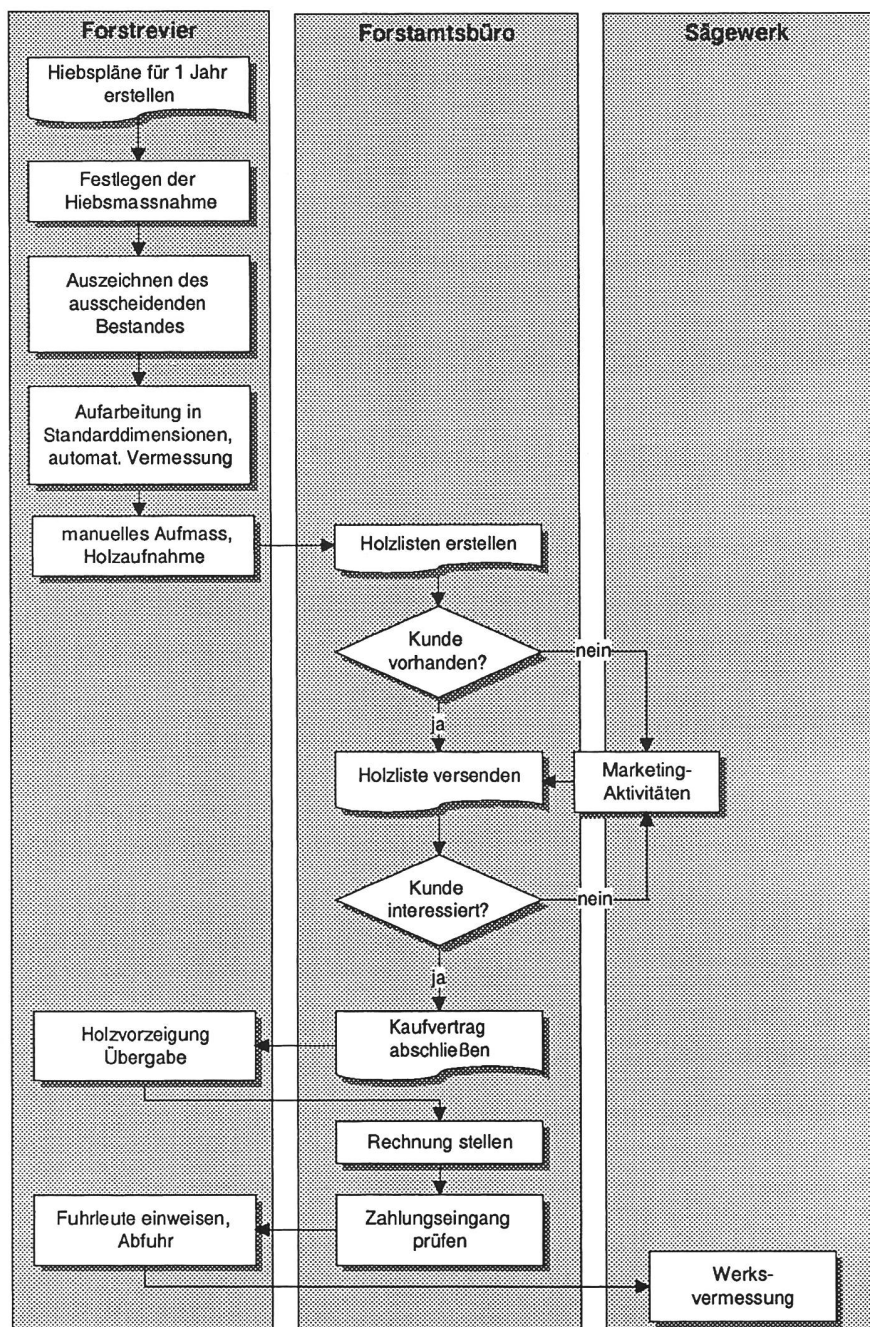 Forstrevier
Forstamtsbüro
Sägewerk
Hiebspläne für 1 Jahr
erstellen
Festlegen der
Hiebsmassnahme
Auszeichnen des
ausscheidenden
Bestandes
Aufarbeitung in
Standarddimensionen,
automat. Vermessung
manuelles Aufmass,
Holzaufnahme
Holzlisten erstellen
Kunde
vorhanden?
nein
ja
Holzliste versenden
Marketing-
Aktivitäten
Kunde
interessiert?
nein
ja
Kaufvertrag
abschließen
Holzvorzeigung
Übergabe
Rechnung stellen
Zahlungseingang
prüfen
Fuhrleute einweisen,
Abfuhr
Werks-
vermessung